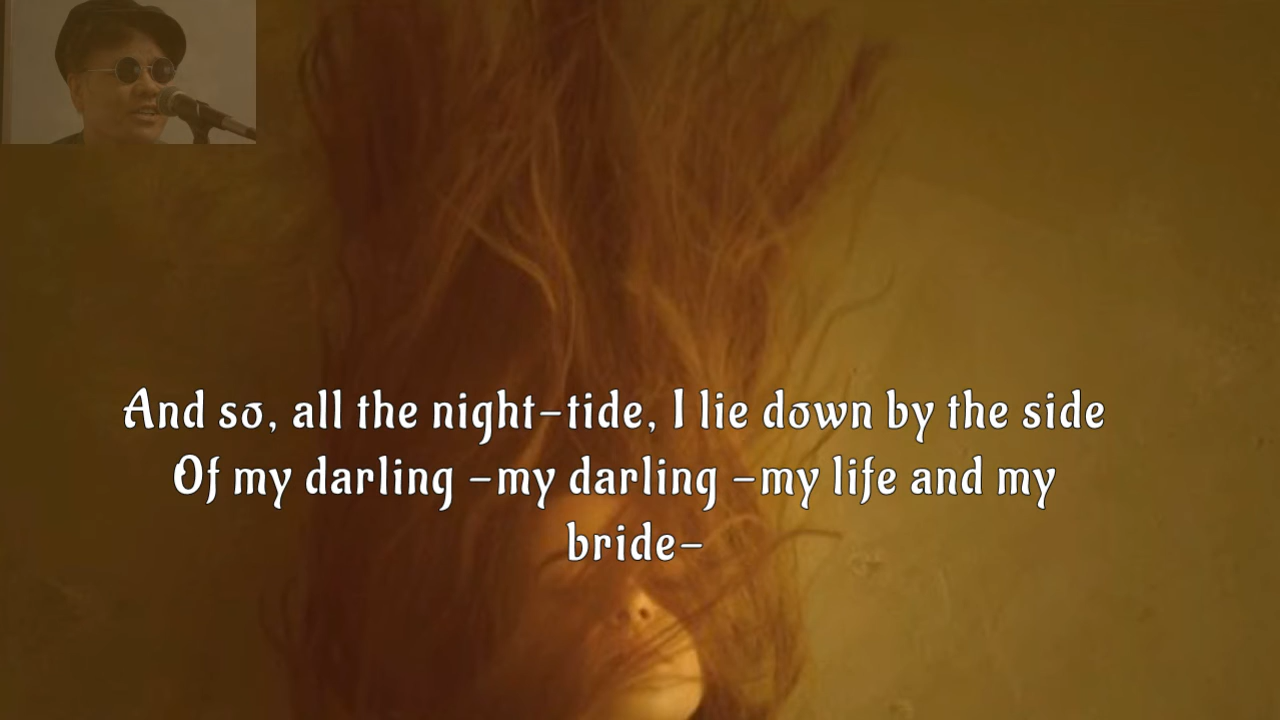 And so, all the night-tide, I lie down by the side
Of my darling -my darling -my life and my
bride-